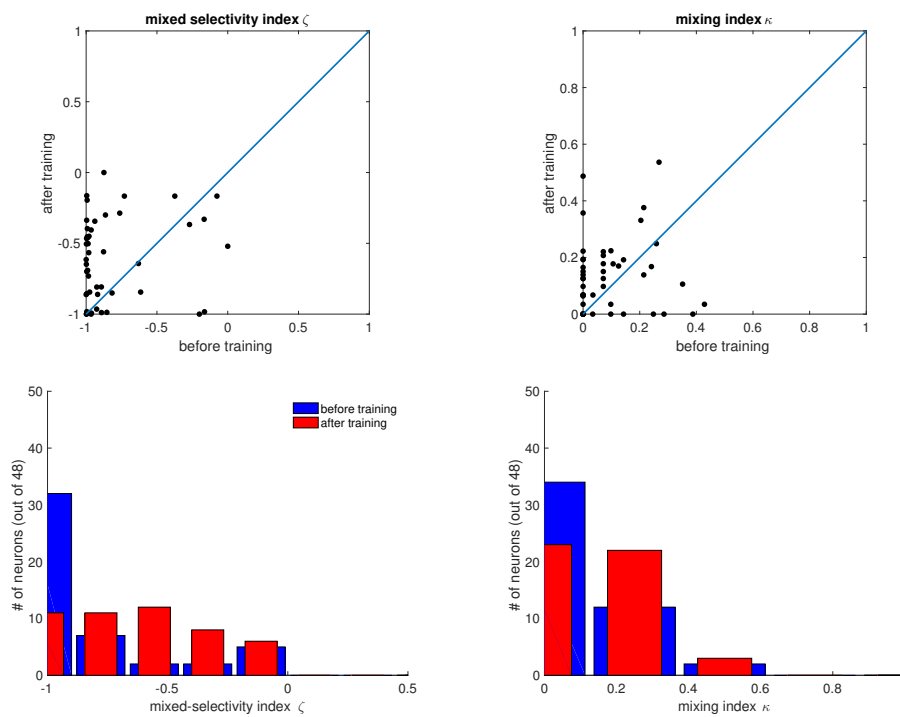 mixed selectivity index ζ
1
0.5
0
-0.5
-1
-1 -0.5 0 0.5 1
after training
before training
mixing index κ
1
0.8
0.6
0.4
0.2
0
0 0.2 0.4 0.6 0.8 1
after training
before training
50
40
30
20
10
0
-1 -0.5 0 0.5
# of neurons (out of 48)
mixed-selectivity index ζ
before training
after training
50
40
30
20
10
0
0 0.2 0.4 0.6 0.8
# of neurons (out of 48)
mixing index κ